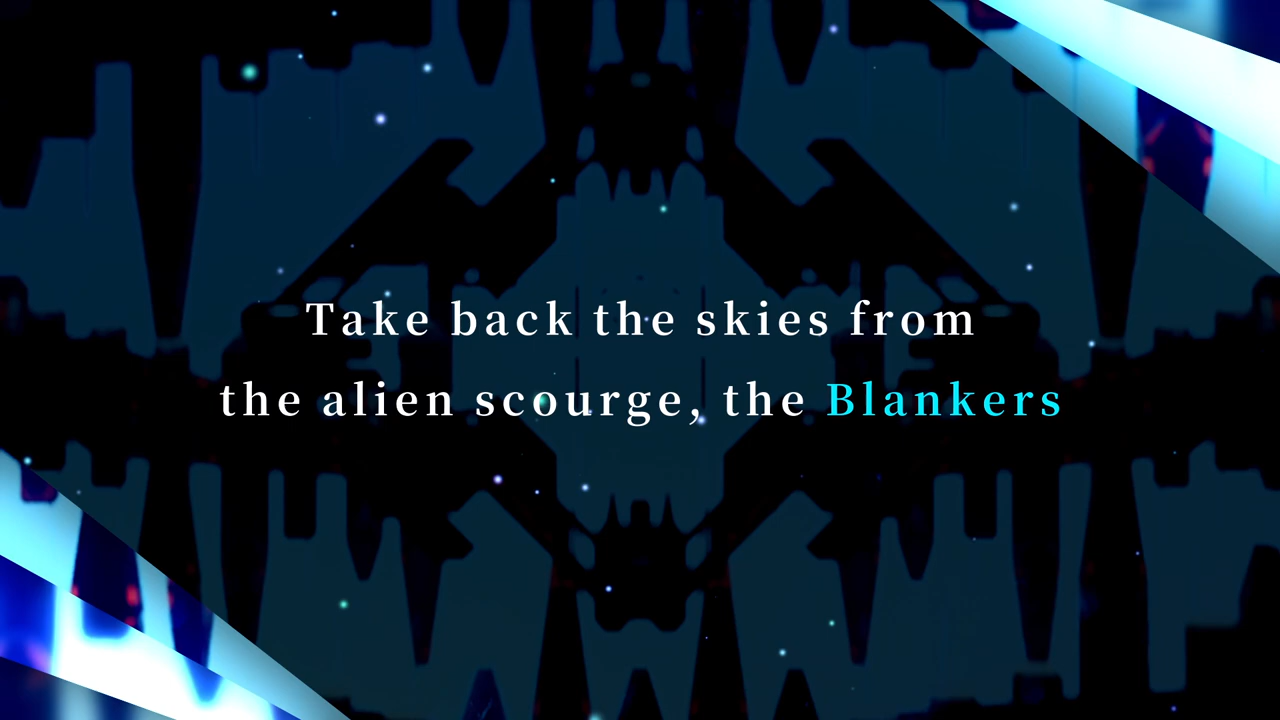 Take back the skies from
the alien scourge, the Blankers